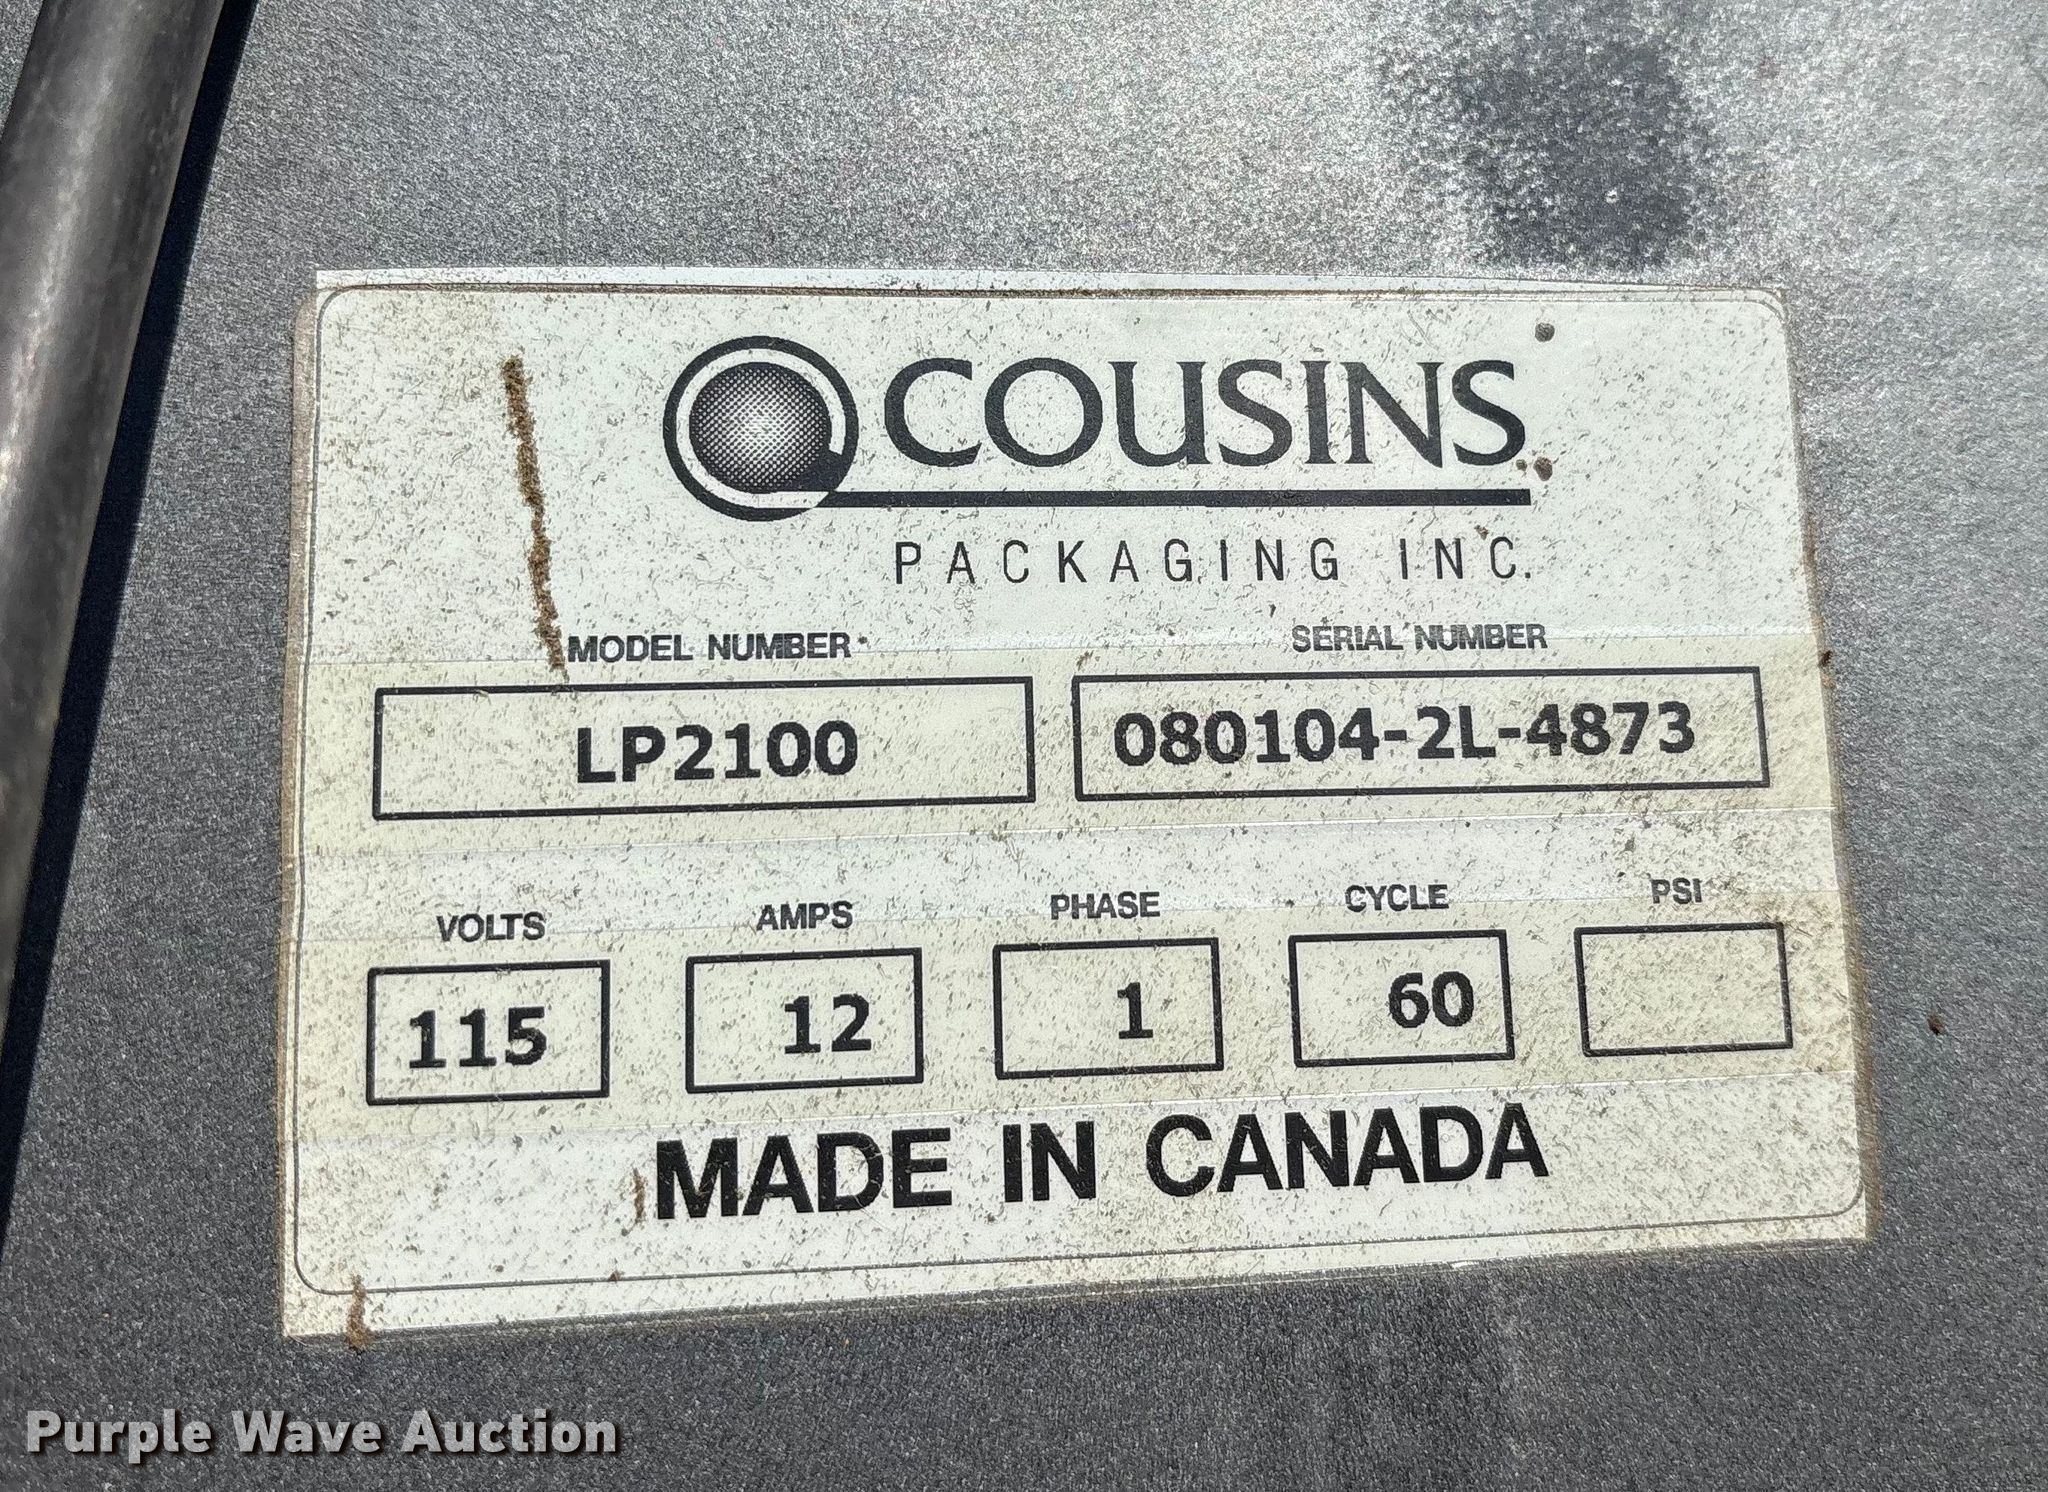 COUSINS
PACKAGING INC.
MODEL NUMBER SERIAL NUMBER
LP2100 080104-2L-4873
VOLTS AMPS PHASE CYCLE PSI
115 12 1 60
MADE IN CANADA
Purple Wave Auction